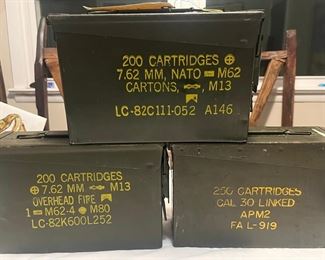 200 CARTRIDGES
7.62 MM, NATO M62
CARTONS, M13
LC-82C111-052 A146
200 CARTRIDGES
7.62 MM M13
OVERHEAD FIRE
1 M62-4 M80
LC-82K600L252
250 CARTRIDGES
CAL 30 LINKED
APM2
FA L-919